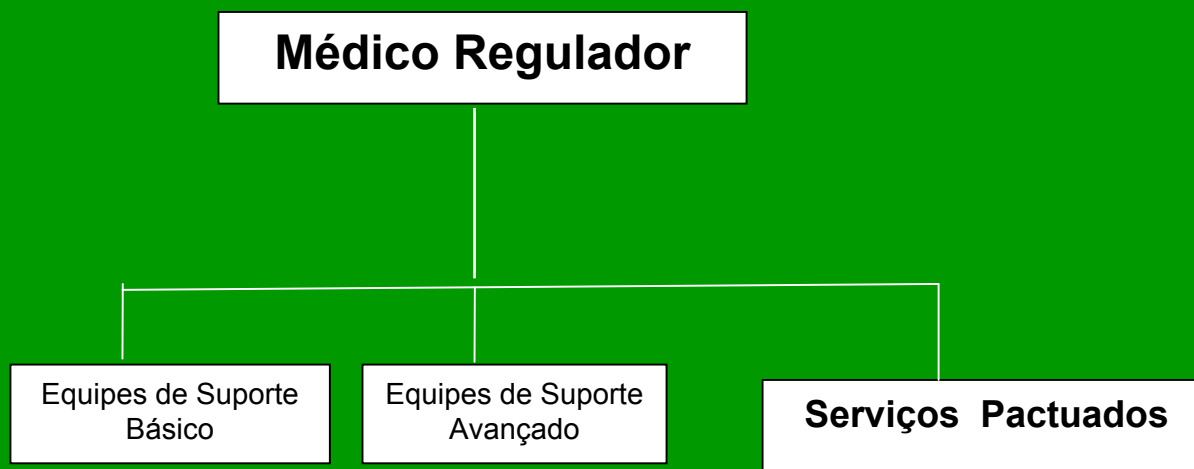 Médico Regulador
Equipes de Suporte
Básico
Equipes de Suporte
Avançado
Serviços Pactuados